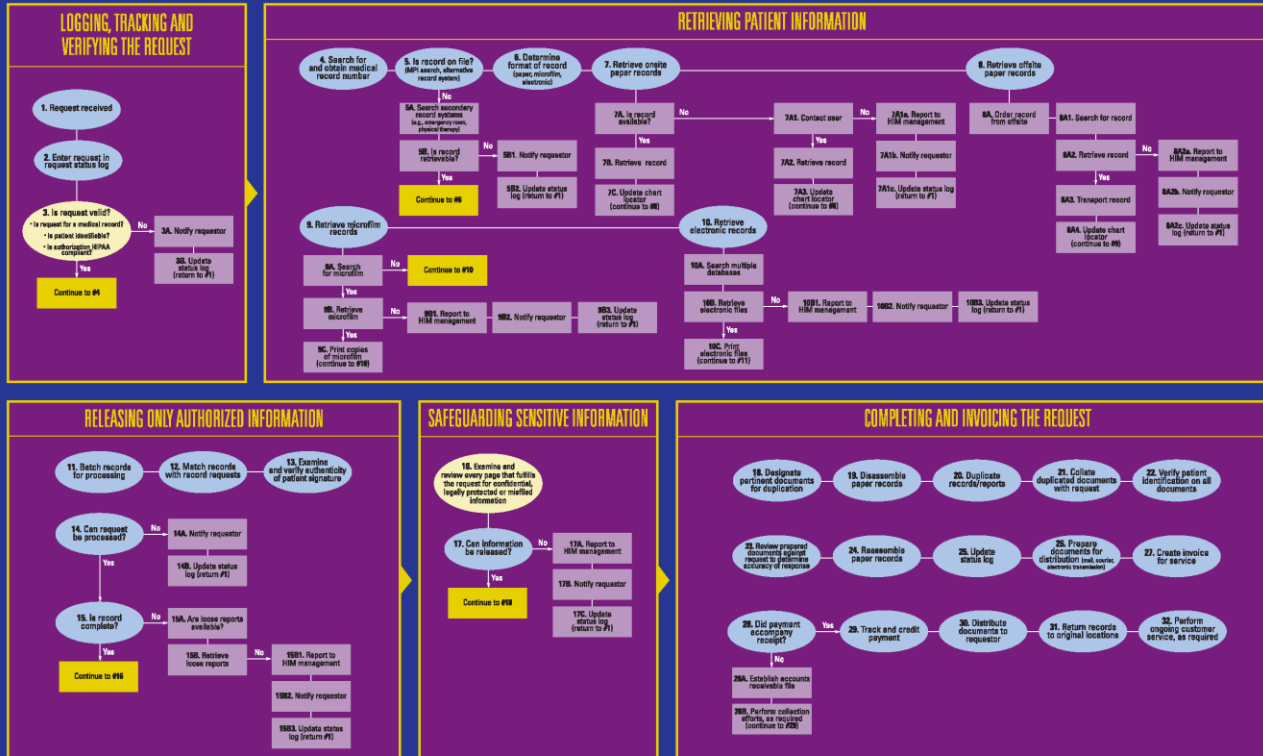 LOGGING, TRACKING AND
VERIFYING THE REQUEST
1. Request received
2. Enter request in
request status log
3. Is request valid?
• Is request for a medical record?
• Is patient identifiable?
• Is authorization HIPAA
compliant?
No
3A. Notify requestor
3B. Update
status log
(return to #1)
Yes
Continue to #4
RETRIEVING PATIENT INFORMATION
4. Search for
and obtain medical
record number
5. Is record on file?
(MPI search, alternative
record system)
6. Determine
format of record
(paper, microfilm,
electronic)
7. Retrieve onsite
paper records
8. Retrieve offsite
paper records
No
5A. Search secondary
record systems
(e.g., emergency room,
physical therapy)
5B. Is record
retrievable?
No
5B1. Notify requestor
5B2. Update status
log (return to #1)
Yes
Continue to #6
7A. Is record
available?
No
Yes
7B. Retrieve record
7C. Update chart
locator
(continue to #8)
7A1. Contact user
No
7A2. Retrieve record
7A3. Update
chart locator
(continue to #8)
7A1a. Report to
HIM management
7A1b. Notify requestor
7A1c. Update status log
(return to #1)
8A. Order record
from offsite
8A1. Search for record
8A2. Retrieve record
No
8A2a. Report to
HIM management
8A2b. Notify requestor
8A2c. Update status
log (return to #1)
Yes
8A3. Transport record
8A4. Update chart
locator
(continue to #9)
9. Retrieve microfilm
records
9A. Search
for microfilm
No
Continue to #10
Yes
9B. Retrieve
microfilm
No
9B1. Report to
HIM management
9B2. Notify requestor
9B3. Update
status log
(return to #1)
Yes
9C. Print copies
of microfilm
(continue to #10)
10. Retrieve
electronic records
10A. Search multiple
databases
10B. Retrieve
electronic files
No
10B1. Report to
HIM management
10B2. Notify requestor
10B3. Update status
log (return to #1)
Yes
10C. Print
electronic files
(continue to #11)
RELEASING ONLY AUTHORIZED INFORMATION
11. Batch records
for processing
12. Match records
with record requests
13. Examine
and verify authenticity
of patient signature
14. Can request
be processed?
No
14A. Notify requestor
14B. Update status
log (return #1)
Yes
15. Is record
complete?
No
15A. Are loose reports
available?
15B. Retrieve
loose reports
No
15B1. Report to
HIM management
15B2. Notify requestor
15B3. Update status
log (return #1)
Yes
Continue to #16
SAFEGUARDING SENSITIVE INFORMATION
16. Examine and
review every page that fulfills
the request for confidential,
legally protected or misfiled
information
17. Can information
be released?
No
17A. Report to
HIM management
17B. Notify requestor
17C. Update
status log
(return to #1)
Yes
Continue to #18
COMPLETING AND INVOICING THE REQUEST
18. Designate
pertinent documents
for duplication
19. Disassemble
paper records
20. Duplicate
records/reports
21. Collate
duplicated documents
with request
22. Verify patient
identification on all
documents
23. Review prepared
documents against
request to determine
accuracy of response
24. Reassemble
paper records
25. Update
status log
26. Prepare
documents for
distribution (mail, courier,
electronic transmission)
27. Create invoice
for service
28. Did payment
accompany
receipt?
Yes
29. Track and credit
payment
30. Distribute
documents to
requestor
31. Return records
to original locations
32. Perform
ongoing customer
service, as required
No
28A. Establish accounts
receivable file
28B. Perform collection
efforts, as required
(continue to #29)